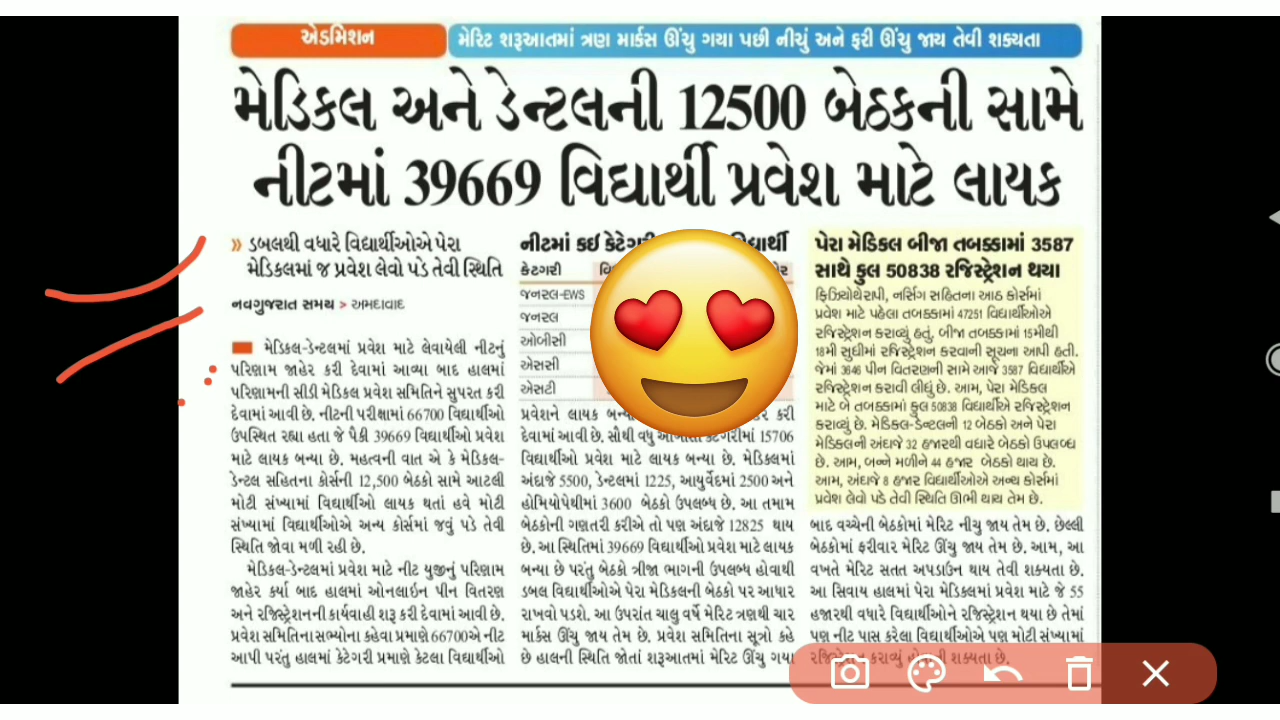 એડમિશન
મેરિટ શરૂઆતમાં ત્રણ માર્કસ ઊંચુ ગયા પછી નીચું અને ફરી ઊંચુ જાય તેવી શક્યતા
મેડિકલ અને ડેન્ટલની 12500 બેઠકની સામે
નીટમાં 39669 વિદ્યાર્થી પ્રવેશ માટે લાયક
» ડબલથી વધારે વિદ્યાર્થીઓએ પેરા
મેડિકલમાં જ પ્રવેશ લેવો પડે તેવી સ્થિતિ
નવગુજરાત સમય > અમદાવાદ
મેડિકલ-ડેન્ટલમાં પ્રવેશ માટે લેવાયેલી નીટનું
પરિણામ જાહેર કરી દેવામાં આવ્યા બાદ હાલમાં
પરિણામની સીડી મેડિકલ પ્રવેશ સમિતિને સુપરત કરી
દેવામાં આવી છે. નીટની પરીક્ષામાં 66700 વિદ્યાર્થીઓ
ઉપસ્થિત રહ્યા હતા જે પૈકી 39669 વિદ્યાર્થીઓ પ્રવેશ
માટે લાયક બન્યા છે. મહત્વની વાત એ કે મેડિકલ-
ડેન્ટલ સહિતના કોર્સની 12,500 બેઠકો સામે આટલી
મોટી સંખ્યામાં વિદ્યાર્થીઓ લાયક થતાં હવે મોટી
સંખ્યામાં વિદ્યાર્થીઓએ અન્ય કોર્સમાં જવું પડે તેવી
સ્થિતિ જોવા મળી રહી છે.
મેડિકલ-ડેન્ટલમાં પ્રવેશ માટે નીટ યુજીનું પરિણામ
જાહેર કર્યા બાદ હાલમાં ઓનલાઇન પીન વિતરણ
અને રજિસ્ટ્રેશનની કાર્યવાહી શરૂ કરી દેવામાં આવી છે.
પ્રવેશ સમિતિના સભ્યોના કહેવા પ્રમાણે 66700એ નીટ
આપી પરંતુ હાલમાં કેટેગરી પ્રમાણે કેટલા વિદ્યાર્થીઓ
નીટમાં કઇ
કેટગરી
જનરલ-EWS
જનરલ
ઓબીસી
એસસી
એસટી
પ્રવેશને લાયક કરી
દેવામાં આવી છે. સૌથી વધુ 15706
વિદ્યાર્થીઓ પ્રવેશ માટે લાયક બન્યા છે. મેડિકલમાં
અંદાજે 5500, ડેન્ટલમાં 1225, આયુર્વેદમાં 2500 અને
હોમિયોપેથીમાં 3600 બેઠકો ઉપલબ્ધ છે. આ તમામ
બેઠકોની ગણતરી કરીએ તો પણ અંદાજે 12825 થાય
છે. આ સ્થિતિમાં 39669 વિદ્યાર્થીઓ પ્રવેશ માટે લાયક
બન્યા છે પરંતુ બેઠકો ત્રીજા ભાગની ઉપલબ્ધ હોવાથી
ડબલ વિદ્યાર્થીઓએ પેરા મેડિકલની બેઠકો પર આધાર
રાખવો પડશે. આ ઉપરાંત ચાલુ વર્ષે મેરિટ ત્રણથી ચાર
માર્કસ ઊંચુ જાય તેમ છે. પ્રવેશ સમિતિના સૂત્રો કહે
છે હાલની સ્થિતિ જોતાં શરૂઆતમાં મેરિટ ઊંચુ ગયા
પેરા મેડિકલ બીજા તબક્કામાં 3587
સાથે કુલ 50838 રજિસ્ટ્રેશન થયા
ફિઝિયોથેરાપી, નર્સિગ સહિતના આઠ કોર્સમાં
પ્રવેશ માટે પહેલા તબક્કામાં 47251 વિદ્યાર્થીઓએ
રજિસ્ટ્રેશન કરાવ્યું હતું. બીજા તબક્કામાં 15મીથી
18મી સુધીમાં રજિસ્ટ્રેશન કરવાની સૂચના આપી હતી.
જેમાં 3646 પીન વિતરણની સામે આજે 3587 વિદ્યાર્થીએ
રજિસ્ટ્રેશન કરાવી લીધું છે. આમ, પેરા મેડિકલ
માટે બે તબક્કામાં કુલ 50838 વિદ્યાર્થીએ રજિસ્ટ્રેશન
કરાવ્યું છે. મેડિકલ-ડેન્ટલની 12 બેઠકો અને પેરા
મેડિકલની અંદાજે 32 હજારથી વધારે બેઠકો ઉપલબ્ધ
છે. આમ, બન્ને મળીને 44 હજાર બેઠકો થાય છે.
આમ, અંદાજે 8 હજાર વિદ્યાર્થીઓએ અન્ય કોર્સમાં
પ્રવેશ લેવો પડે તેવી સ્થિતિ ઊભી થાય તેમ છે.
બાદ વચ્ચેની બેઠકોમાં મેરિટ નીચુ જાય તેમ છે. છેલ્લી
બેઠકોમાં ફરીવાર મેરિટ ઊંચુ જાય તેમ છે. આમ, આ
વખતે મેરિટ સતત અપડાઉન થાય તેવી શક્યતા છે.
આ સિવાય હાલમાં પેરા મેડિકલમાં પ્રવેશ માટે જે 55
હજારથી વધારે વિદ્યાર્થીઓને રજિસ્ટ્રેશન થયા છે તેમાં
પણ નીટ પાસ કરેલા વિદ્યાર્થીઓએ પણ મોટી સંખ્યામાં
રજિસ્ટ્રેશન કરાવ્યું હોવાની શક્યતા છે.